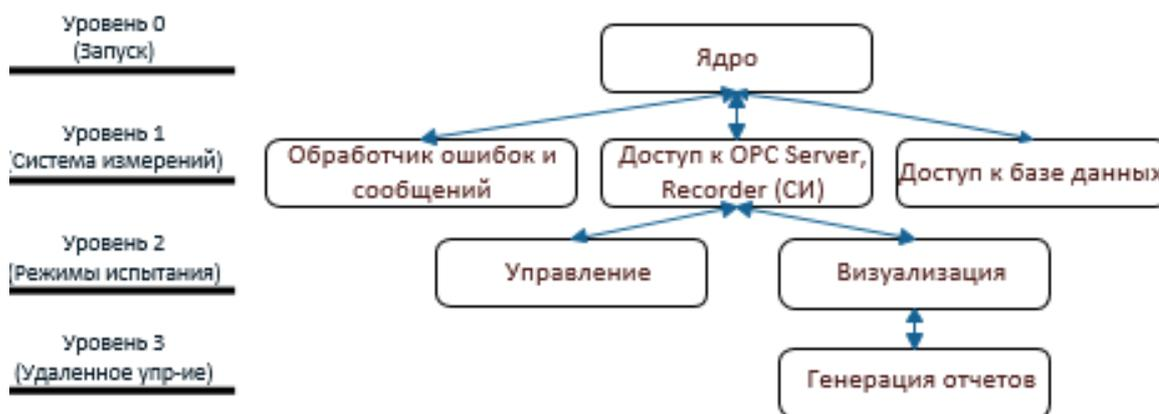 Уровень 0
(Запуск)
Ядро
Уровень 1
(Система измерений)
Обработчик ошибок и
сообщений
Доступ к OPC Server,
Recorder (СИ)
Доступ к базе данных
Уровень 2
(Режимы испытания)
Управление
Визуализация
Уровень 3
(Удаленное упр-ие)
Генерация отчетов